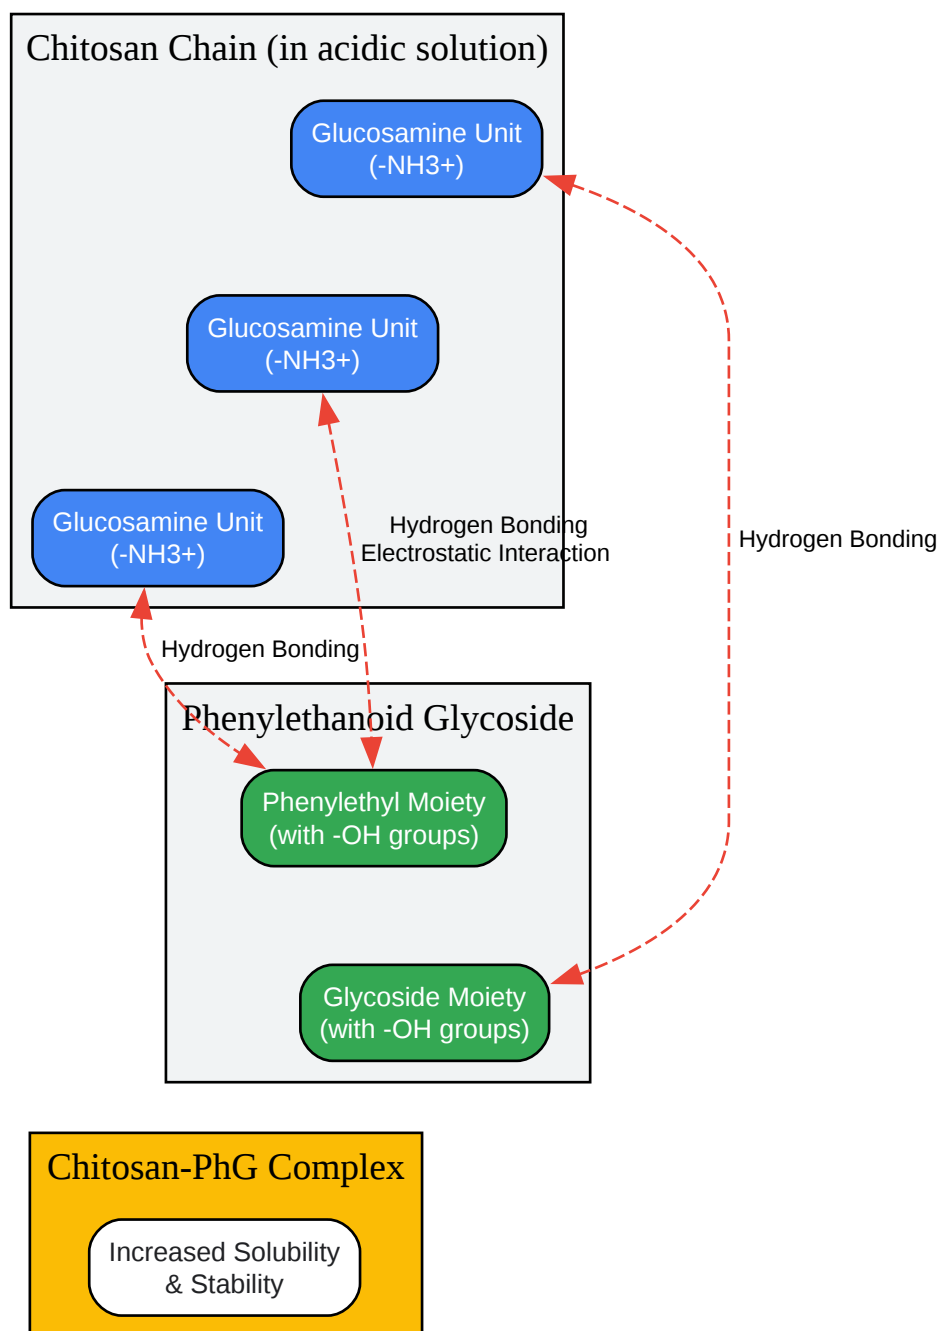 Chitosan Chain (in acidic solution)
Glucosamine Unit
(-NH3+)
Glucosamine Unit
(-NH3+)
Glucosamine Unit
(-NH3+)
Hydrogen Bonding
Electrostatic Interaction
Hydrogen Bonding
Hydrogen Bonding
Phenylethanoid Glycoside
Phenylethyl Moiety
(with -OH groups)
Glycoside Moiety
(with -OH groups)
Chitosan-PhG Complex
Increased Solubility
& Stability